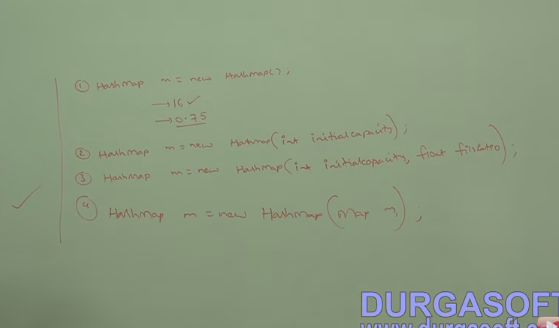 ① HashMap m = new HashMap();
→ 16 ✓
→ 0.75
② HashMap m = new HashMap(int initialcapacity);
③ HashMap m = new HashMap(int initialcapacity, float fillratio);
④ HashMap m = new HashMap(Map m);
DURGASOFT